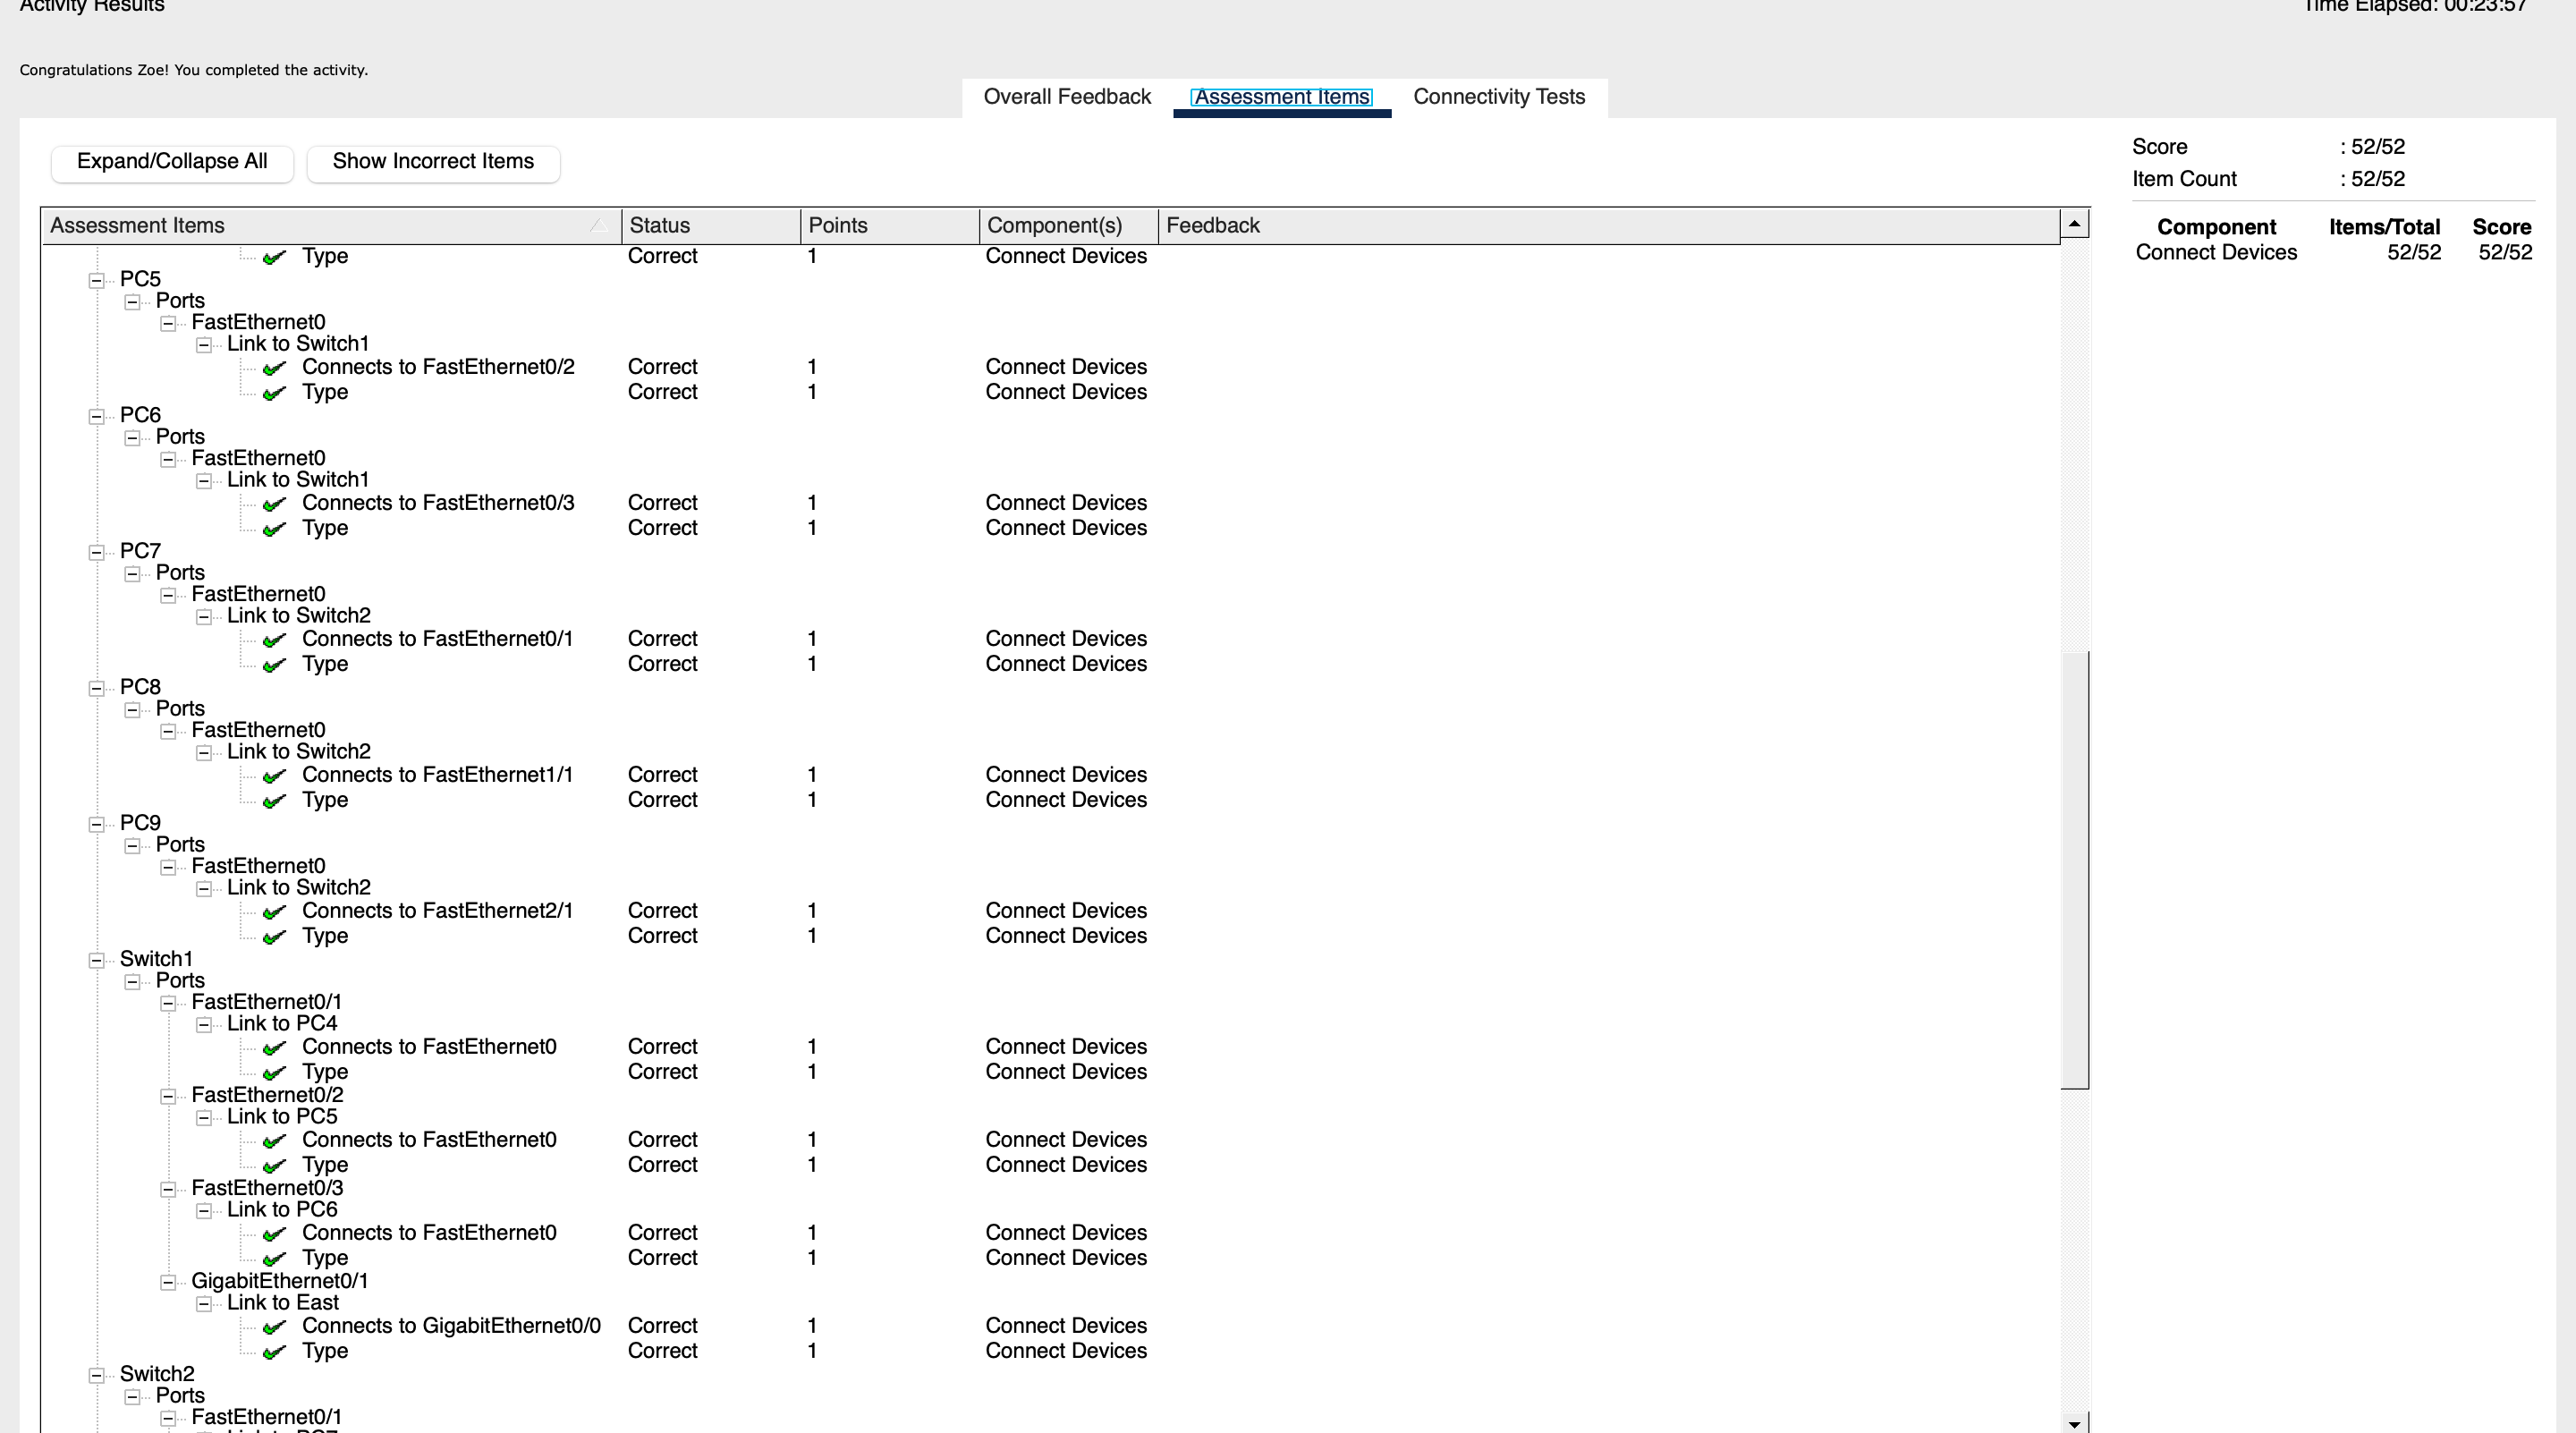 Activity Results
Time Elapsed: 00:23:57
Congratulations Zoe! You completed the activity.
Overall Feedback Assessment Items Connectivity Tests
Expand/Collapse All Show Incorrect Items
Score : 52/52
Item Count : 52/52
Component Items/Total Score
Connect Devices 52/52 52/52
Assessment Items Status Points Component(s) Feedback
Type Correct 1 Connect Devices
PC5
Ports
FastEthernet0
Link to Switch1
Connects to FastEthernet0/2 Correct 1 Connect Devices
Type Correct 1 Connect Devices
PC6
Ports
FastEthernet0
Link to Switch1
Connects to FastEthernet0/3 Correct 1 Connect Devices
Type Correct 1 Connect Devices
PC7
Ports
FastEthernet0
Link to Switch2
Connects to FastEthernet0/1 Correct 1 Connect Devices
Type Correct 1 Connect Devices
PC8
Ports
FastEthernet0
Link to Switch2
Connects to FastEthernet1/1 Correct 1 Connect Devices
Type Correct 1 Connect Devices
PC9
Ports
FastEthernet0
Link to Switch2
Connects to FastEthernet2/1 Correct 1 Connect Devices
Type Correct 1 Connect Devices
Switch1
Ports
FastEthernet0/1
Link to PC4
Connects to FastEthernet0 Correct 1 Connect Devices
Type Correct 1 Connect Devices
FastEthernet0/2
Link to PC5
Connects to FastEthernet0 Correct 1 Connect Devices
Type Correct 1 Connect Devices
FastEthernet0/3
Link to PC6
Connects to FastEthernet0 Correct 1 Connect Devices
Type Correct 1 Connect Devices
GigabitEthernet0/1
Link to East
Connects to GigabitEthernet0/0 Correct 1 Connect Devices
Type Correct 1 Connect Devices
Switch2
Ports
FastEthernet0/1